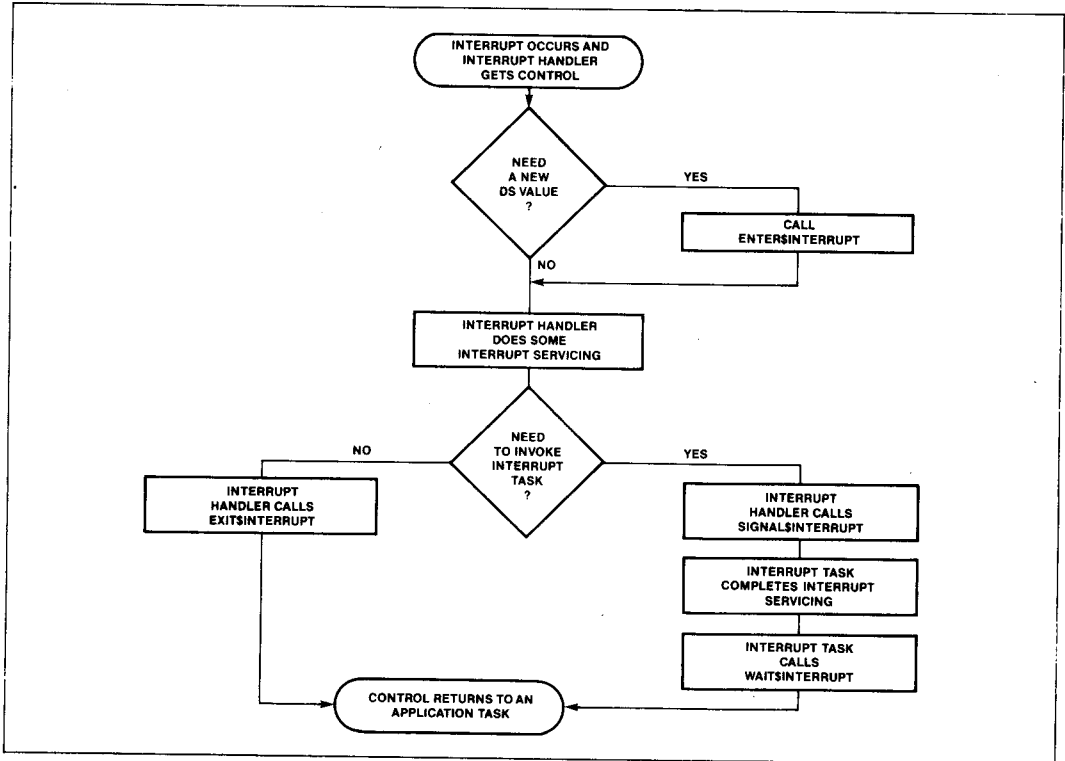 INTERRUPT OCCURS AND
INTERRUPT HANDLER
GETS CONTROL
NEED
A NEW
DS VALUE
?
YES
CALL
ENTER$INTERRUPT
NO
INTERRUPT HANDLER
DOES SOME
INTERRUPT SERVICING
NEED
TO INVOKE
INTERRUPT
TASK
?
NO
YES
INTERRUPT
HANDLER CALLS
EXIT$INTERRUPT
INTERRUPT
HANDLER CALLS
SIGNAL$INTERRUPT
INTERRUPT TASK
COMPLETES INTERRUPT
SERVICING
INTERRUPT TASK
CALLS
WAIT$INTERRUPT
CONTROL RETURNS TO AN
APPLICATION TASK